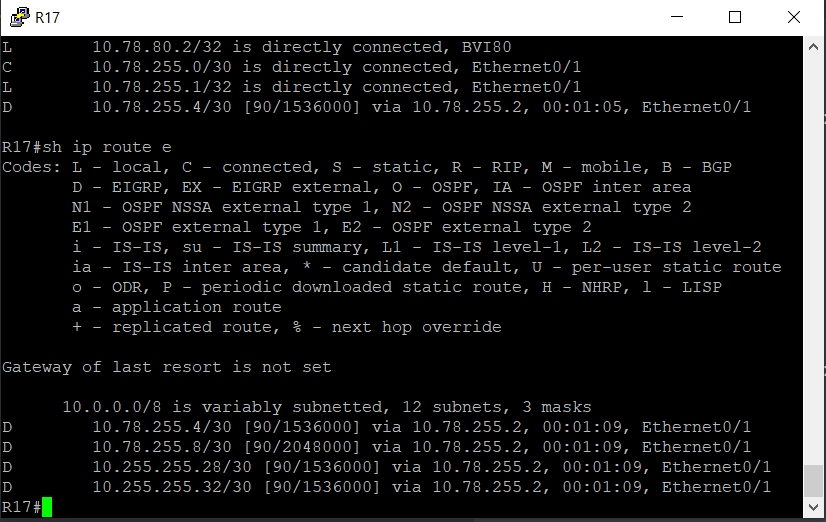 R17
L        10.78.80.2/32 is directly connected, BVI80
C        10.78.255.0/30 is directly connected, Ethernet0/1
L        10.78.255.1/32 is directly connected, Ethernet0/1
D        10.78.255.4/30 [90/1536000] via 10.78.255.2, 00:01:05, Ethernet0/1
R17#sh ip route e
Codes: L - local, C - connected, S - static, R - RIP, M - mobile, B - BGP
       D - EIGRP, EX - EIGRP external, O - OSPF, IA - OSPF inter area
       N1 - OSPF NSSA external type 1, N2 - OSPF NSSA external type 2
       E1 - OSPF external type 1, E2 - OSPF external type 2
       i - IS-IS, su - IS-IS summary, L1 - IS-IS level-1, L2 - IS-IS level-2
       ia - IS-IS inter area, * - candidate default, U - per-user static route
       o - ODR, P - periodic downloaded static route, H - NHRP, l - LISP
       a - application route
       + - replicated route, % - next hop override
Gateway of last resort is not set
      10.0.0.0/8 is variably subnetted, 12 subnets, 3 masks
D        10.78.255.4/30 [90/1536000] via 10.78.255.2, 00:01:09, Ethernet0/1
D        10.78.255.8/30 [90/2048000] via 10.78.255.2, 00:01:09, Ethernet0/1
D        10.255.255.28/30 [90/1536000] via 10.78.255.2, 00:01:09, Ethernet0/1
D        10.255.255.32/30 [90/1536000] via 10.78.255.2, 00:01:09, Ethernet0/1
R17#